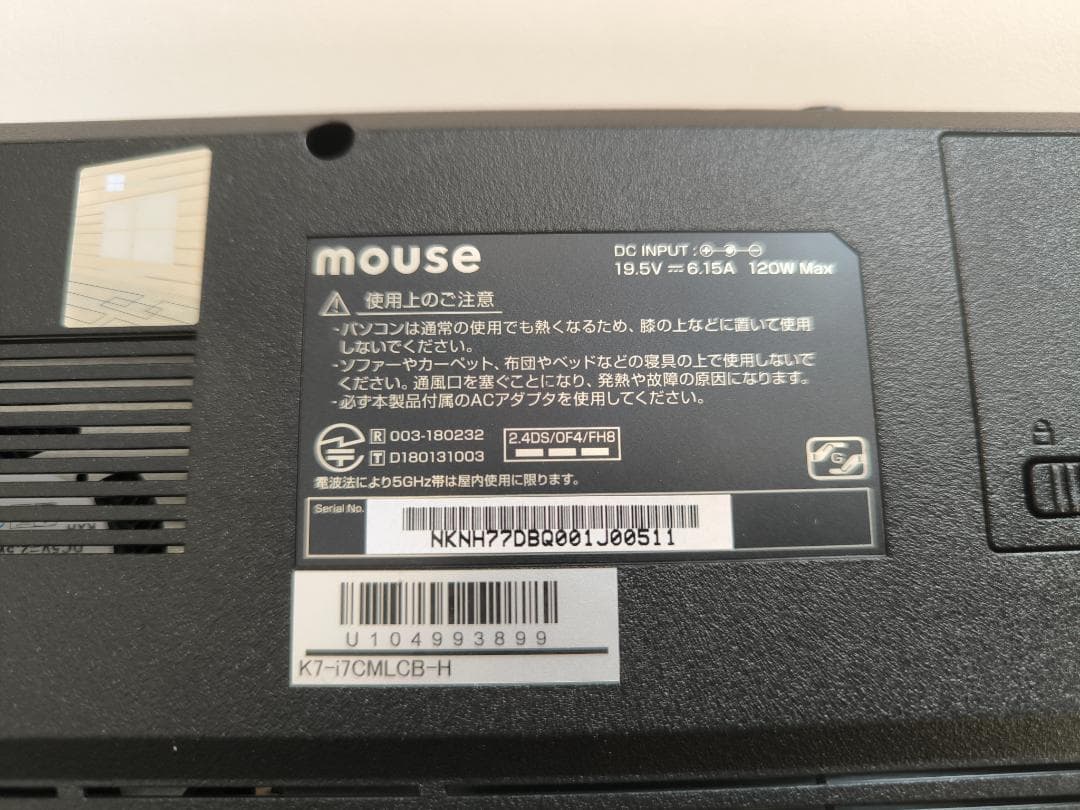 mouse
DC INPUT :
19.5V 6.15A 120W Max
使用上のご注意
-パソコンは通常の使用でも熱くなるため、膝の上などに置いて使用
しないでください。
-ソファーやカーペット、布団やベッドなどの寝具の上で使用しないで
ください。通風口を塞ぐことになり、発熱や故障の原因になります。
-必ず本製品付属のACアダプタを使用してください。
R 003-180232
T D180131003
2.4DS/OF4/FH8
電波法により5GHz帯は屋内使用に限ります。
Serial No.
NKNH77DBQ001J00511
U104993899
K7-i7CMLCB-H